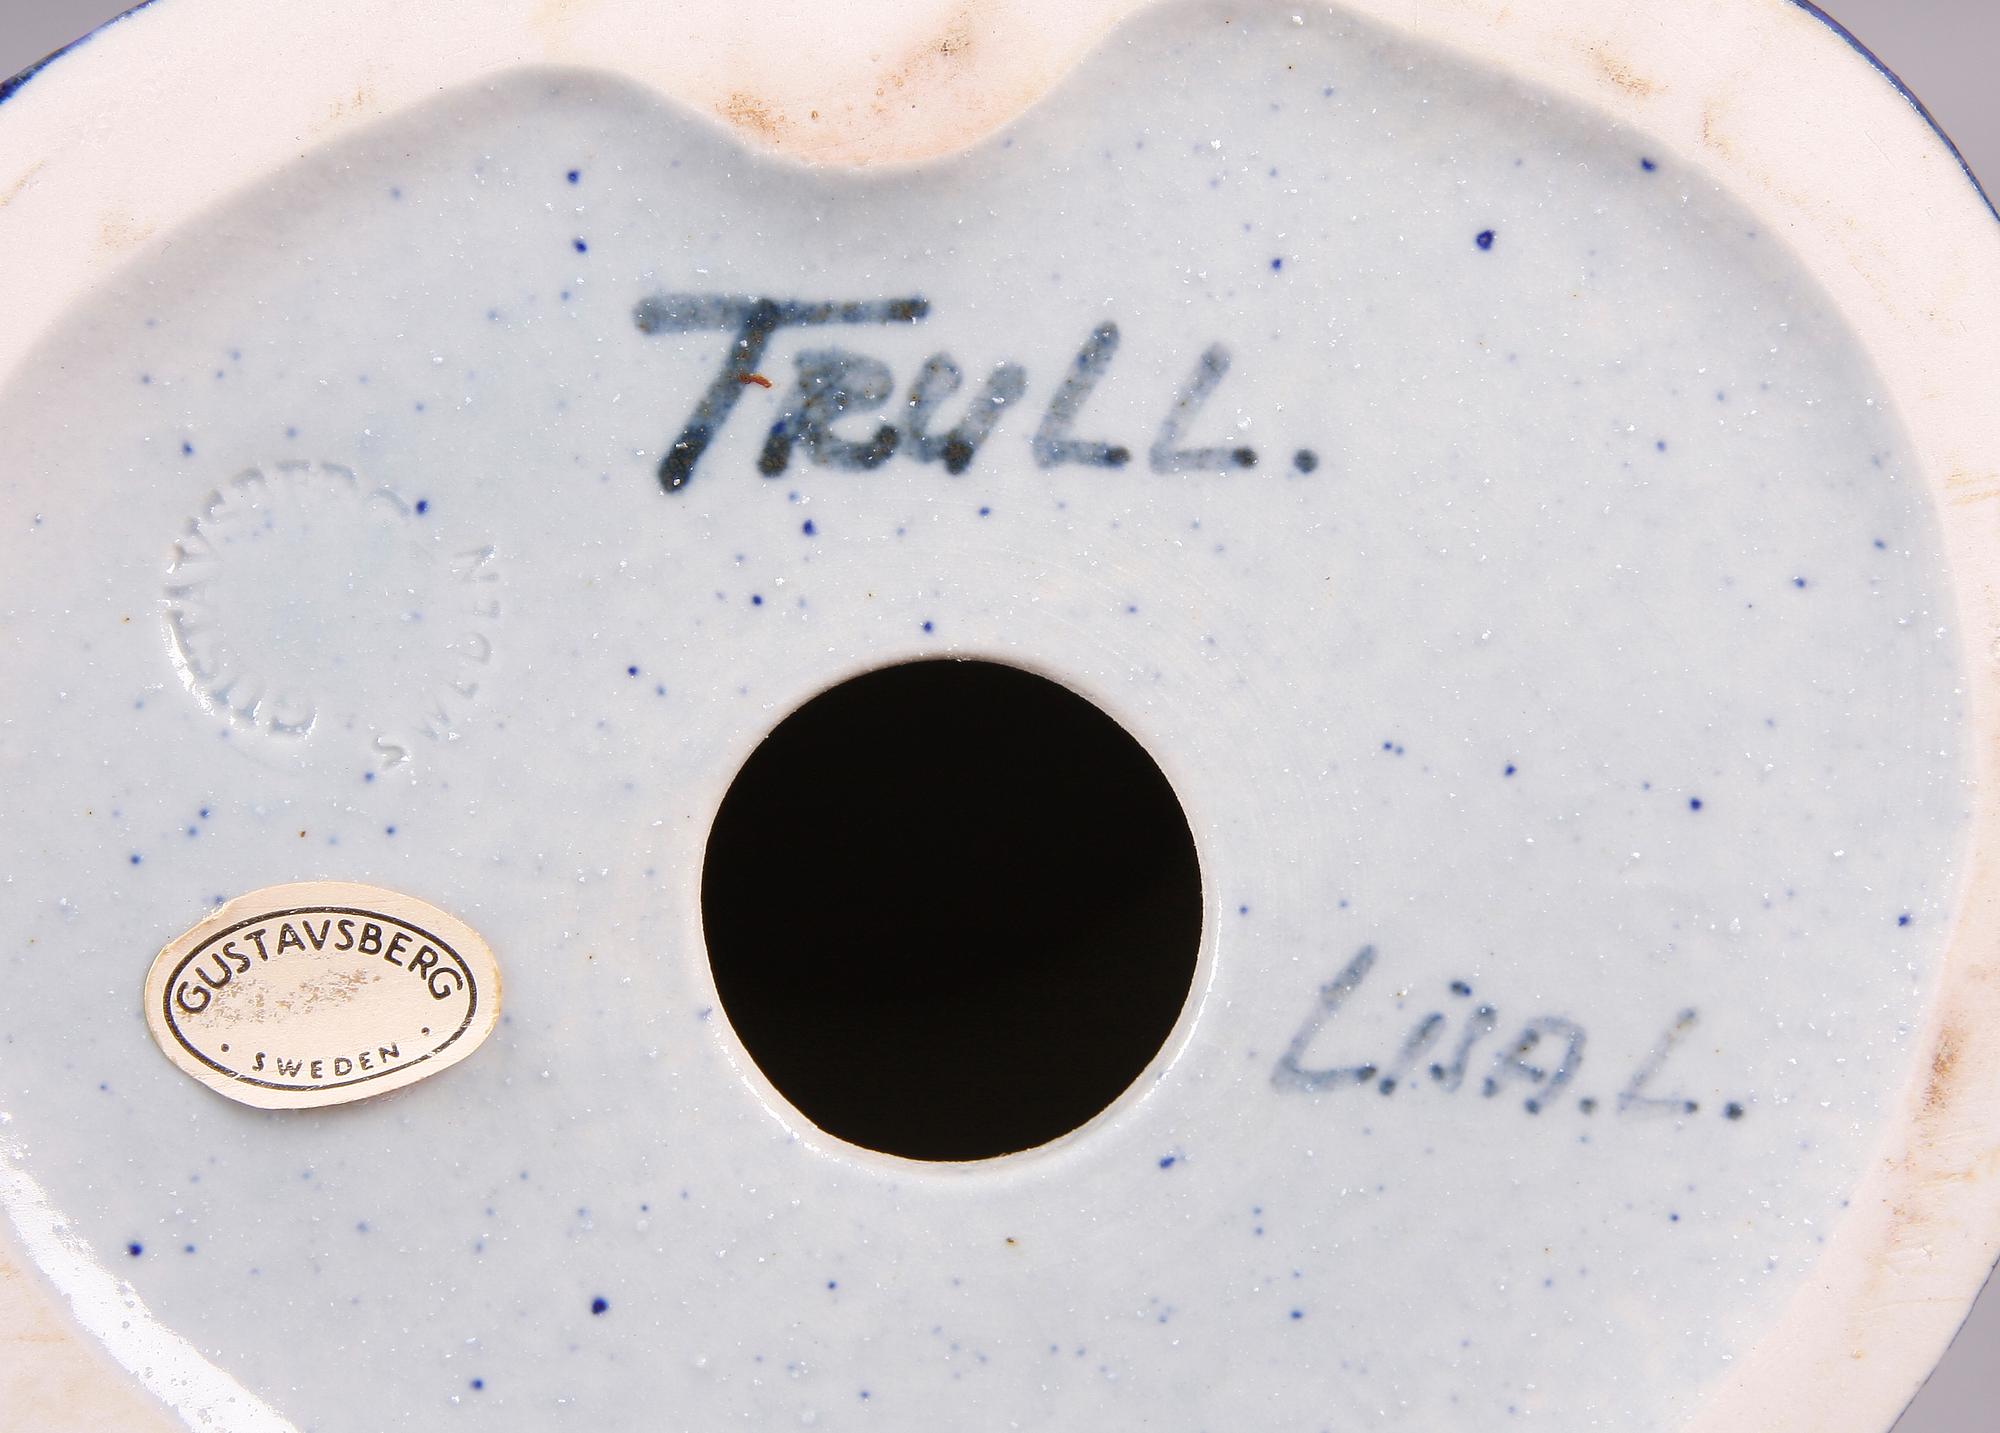 TRULL.
GUSTAVSBERG
SWEDEN
GUSTAVSBERG
· SWEDEN ·
LiSA.L.